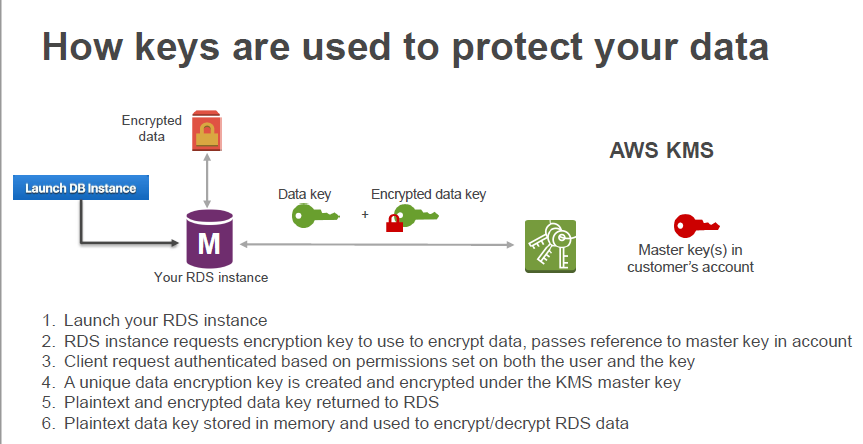 How keys are used to protect your data
Encrypted
data
AWS KMS
Launch DB Instance
Data key
Encrypted data key
+
M
Master key(s) in
customer's account
Your RDS instance
1. Launch your RDS instance
2. RDS instance requests encryption key to use to encrypt data, passes reference to master key in account
3. Client request authenticated based on permissions set on both the user and the key
4. A unique data encryption key is created and encrypted under the KMS master key
5. Plaintext and encrypted data key returned to RDS
6. Plaintext data key stored in memory and used to encrypt/decrypt RDS data